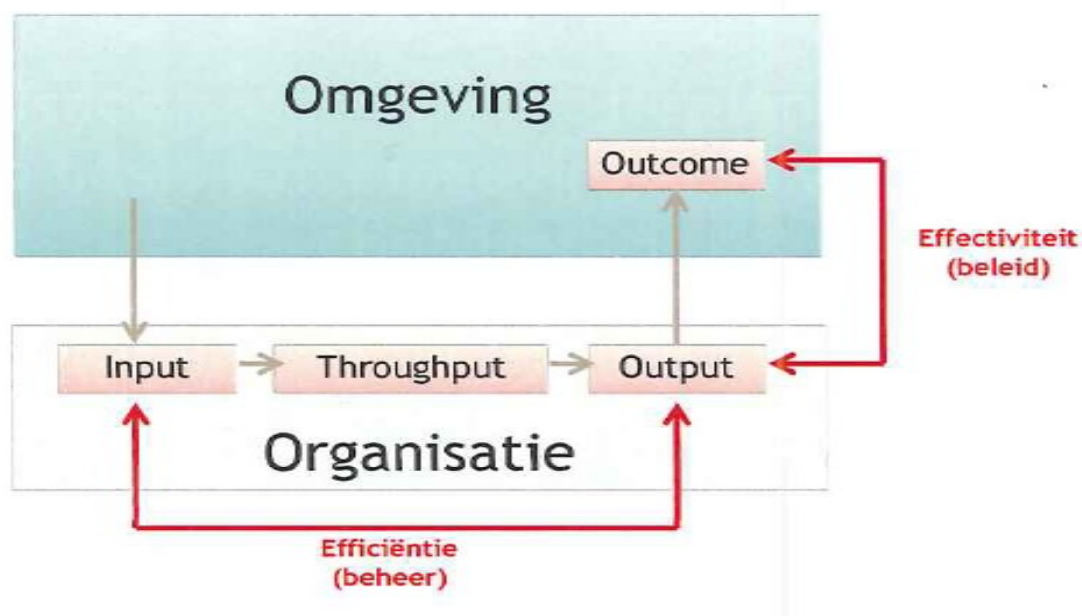 Omgeving
Outcome
Effectiviteit
(beleid)
Input
Throughput
Output
Organisatie
Efficiëntie
(beheer)